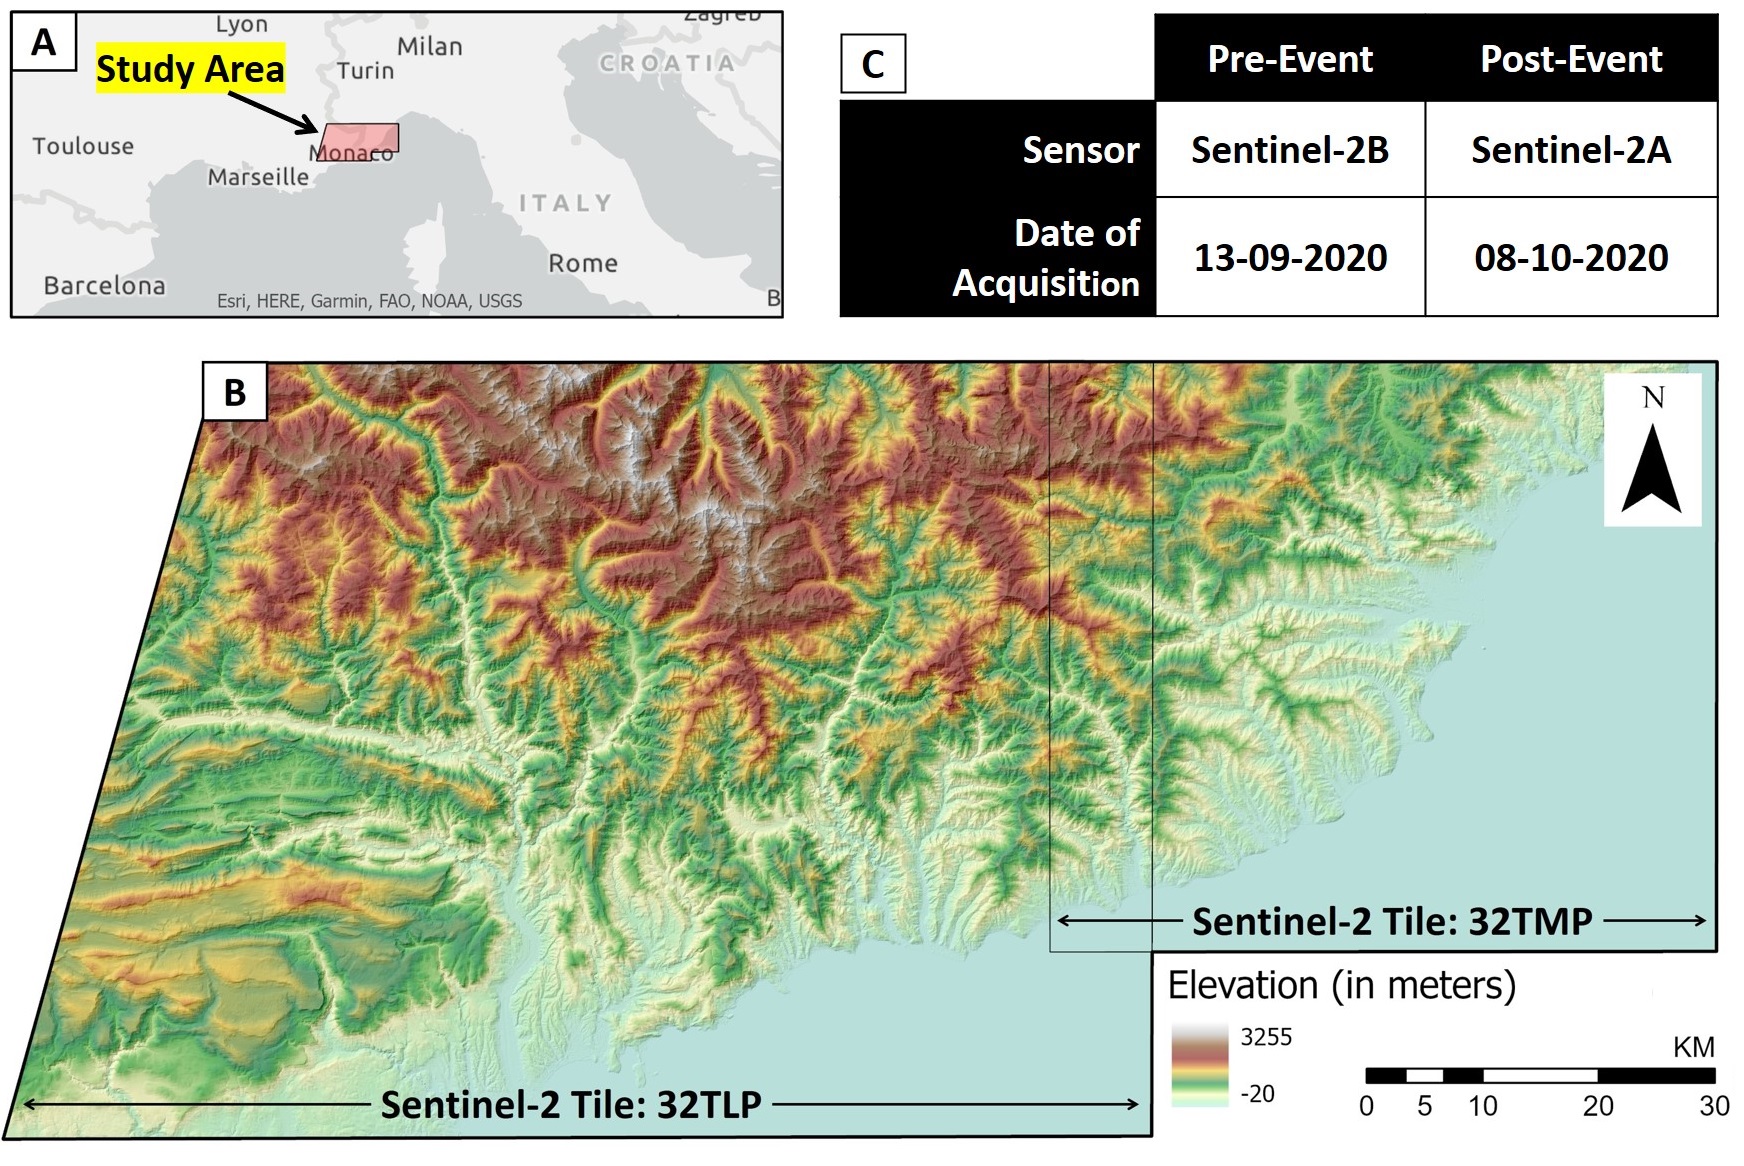 A
Lyon
Zagreb
Milan
Study Area
Turin
CROATIA
Toulouse
Monaco
Marseille
ITALY
Rome
Barcelona
B
Esri, HERE, Garmin, FAO, NOAA, USGS
C
Pre-Event
Post-Event
Sensor
Sentinel-2B
Sentinel-2A
Date of
Acquisition
13-09-2020
08-10-2020
B
N
Sentinel-2 Tile: 32TMP
Sentinel-2 Tile: 32TLP
Elevation (in meters)
3255
-20
KM
0 5 10 20 30